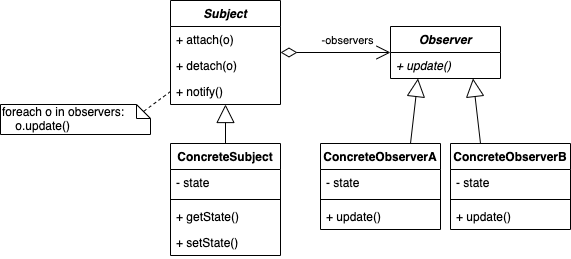 Subject
+ attach(o)
+ detach(o)
+ notify()
-observers
Observer
+ update()
foreach o in observers:
o.update()
ConcreteSubject
- state
+ getState()
+ setState()
ConcreteObserverA
- state
+ update()
ConcreteObserverB
- state
+ update()